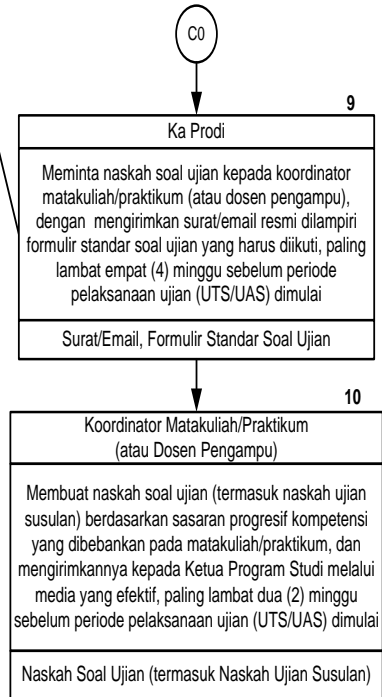 C0
9
Ka Prodi
Meminta naskah soal ujian kepada koordinator
matakuliah/praktikum (atau dosen pengampu),
dengan mengirimkan surat/email resmi dilampiri
formulir standar soal ujian yang harus diikuti, paling
lambat empat (4) minggu sebelum periode
pelaksanaan ujian (UTS/UAS) dimulai
Surat/Email, Formulir Standar Soal Ujian
10
Koordinator Matakuliah/Praktikum
(atau Dosen Pengampu)
Membuat naskah soal ujian (termasuk naskah ujian
susulan) berdasarkan sasaran progresif kompetensi
yang dibebankan pada matakuliah/praktikum, dan
mengirimkannya kepada Ketua Program Studi melalui
media yang efektif, paling lambat dua (2) minggu
sebelum periode pelaksanaan ujian (UTS/UAS) dimulai
Naskah Soal Ujian (termasuk Naskah Ujian Susulan)